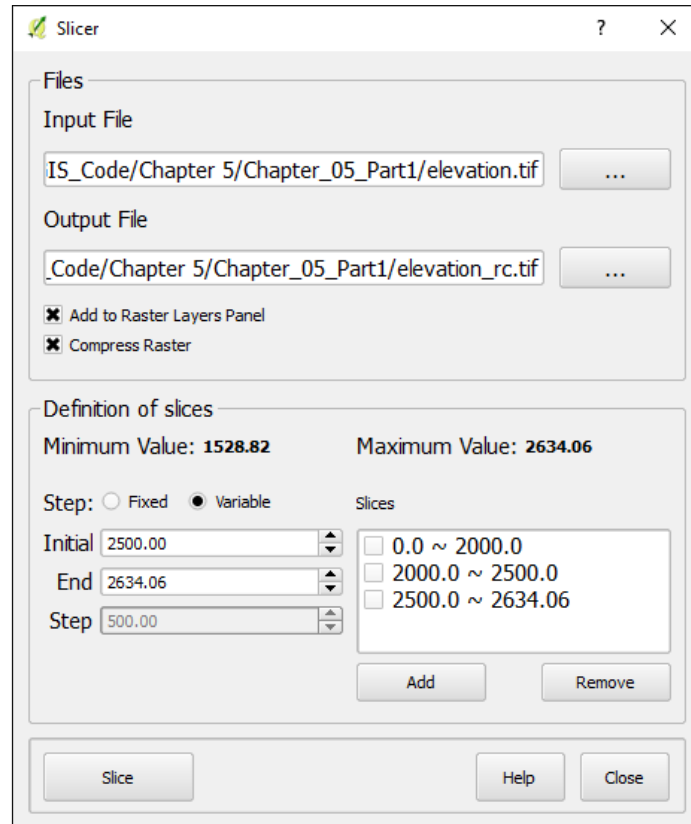 Slicer ?
Files
Input File
IS_Code/Chapter 5/Chapter_05_Part1/elevation.tif ...
Output File
_Code/Chapter 5/Chapter_05_Part1/elevation_rc.tif ...
Add to Raster Layers Panel
Compress Raster
Definition of slices
Minimum Value: 1528.82 Maximum Value: 2634.06
Step: Fixed Variable Slices
Initial 2500.00
0.0 ~ 2000.0
End 2634.06
2000.0 ~ 2500.0
2500.0 ~ 2634.06
Step 500.00
Add Remove
Slice Help Close